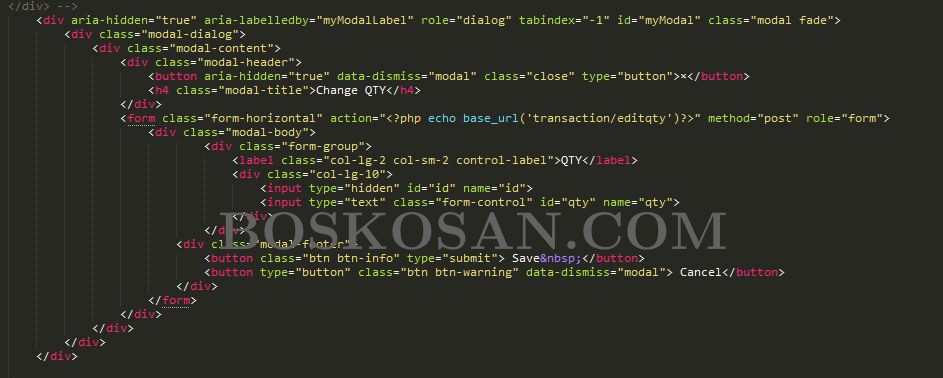 </div> -->
<div aria-hidden="true" aria-labelledby="myModalLabel" role="dialog" tabindex="-1" id="myModal" class="modal fade">
<div class="modal-dialog">
<div class="modal-content">
<div class="modal-header">
<button aria-hidden="true" data-dismiss="modal" class="close" type="button">×</button>
<h4 class="modal-title">Change QTY</h4>
</div>
<form class="form-horizontal" action="<?php echo base_url('transaction/editqty')?>" method="post" role="form">
<div class="modal-body">
<div class="form-group">
<label class="col-lg-2 col-sm-2 control-label">QTY</label>
<div class="col-lg-10">
<input type="hidden" id="id" name="id">
<input type="text" class="form-control" id="qty" name="qty">
</div>
</div>
BOSKOSAN.COM
<div class="modal-footer">
<button class="btn btn-info" type="submit"> Save&nbsp;</button>
<button type="button" class="btn btn-warning" data-dismiss="modal"> Cancel</button>
</div>
</form>
</div>
</div>
</div>
</div>